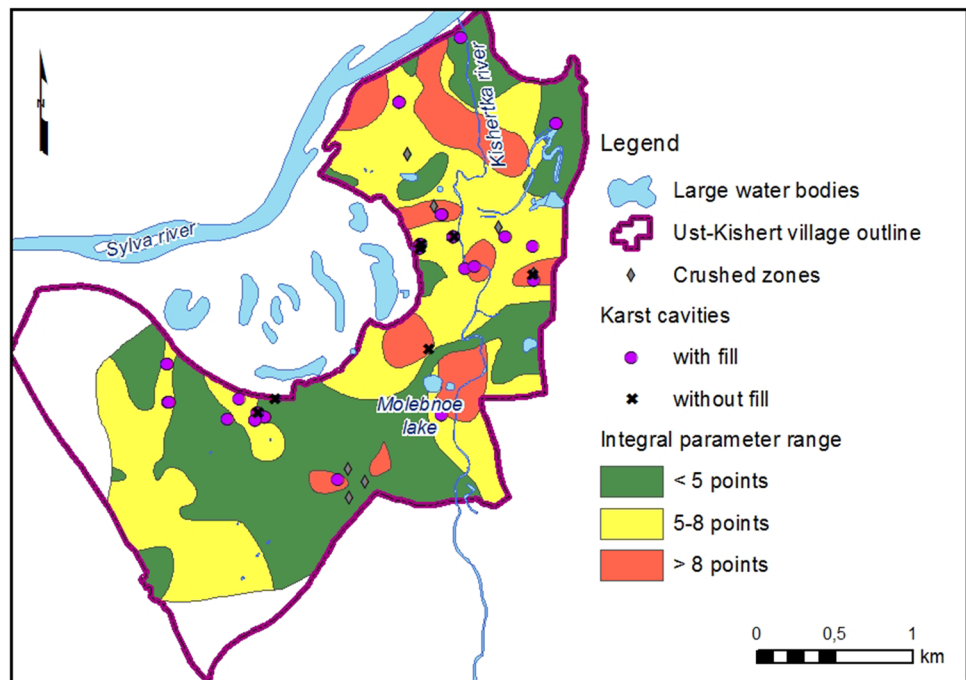 N
Kishertka river
Sylva river
Molebnoe
lake
Legend
Large water bodies
Ust-Kishert village outline
Crushed zones
Karst cavities
with fill
without fill
Integral parameter range
< 5 points
5-8 points
> 8 points
0 0,5 1
km